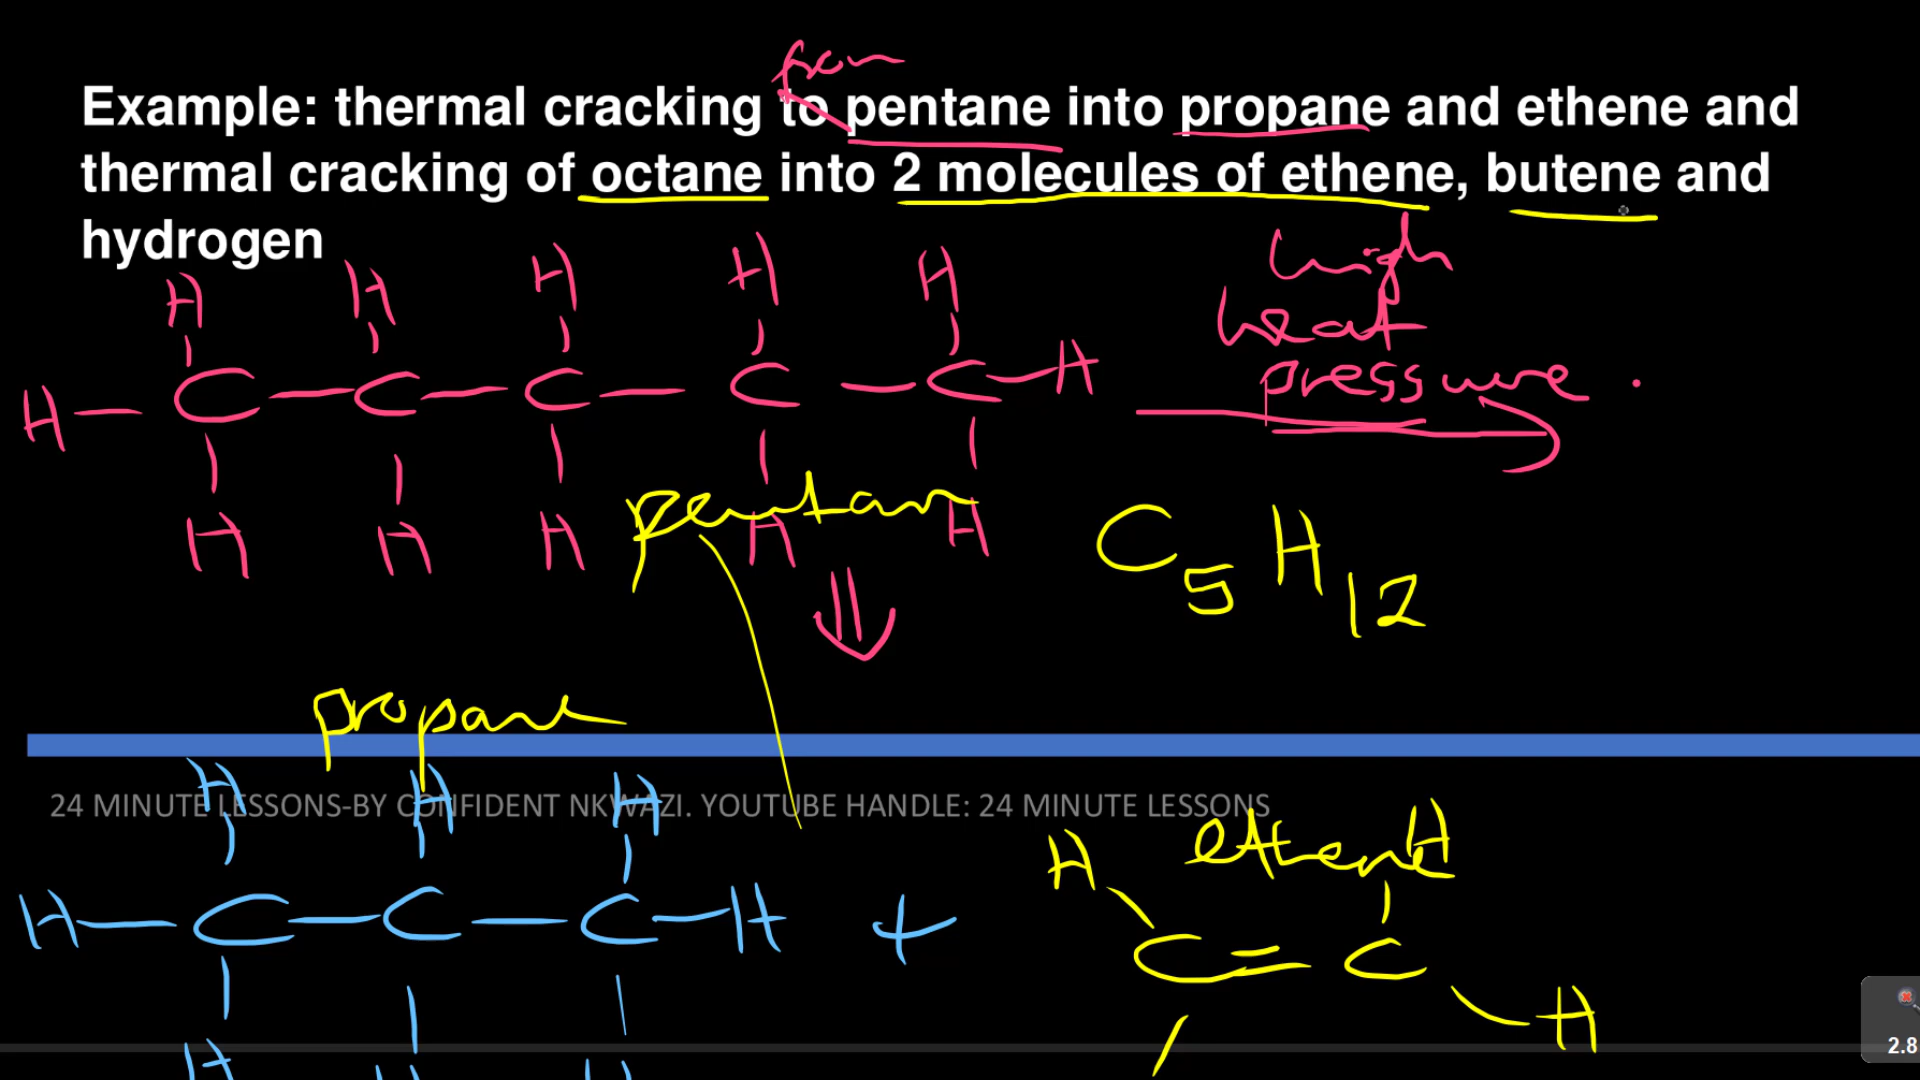 from
Example: thermal cracking to pentane into propane and ethene and
thermal cracking of octane into 2 molecules of ethene, butene and
hydrogen
high
heat
pressure .
H H H H H
H - C - C - C - C - C - H
H H H H H
pentan
C5H12
propane
H H H
24 MINUTE LESSONS-BY CONFIDENT NKWAZI. YOUTUBE HANDLE: 24 MINUTE LESSONS
ethene
H H
H - C - C - C - H +
C = C
H
H H H
2.8